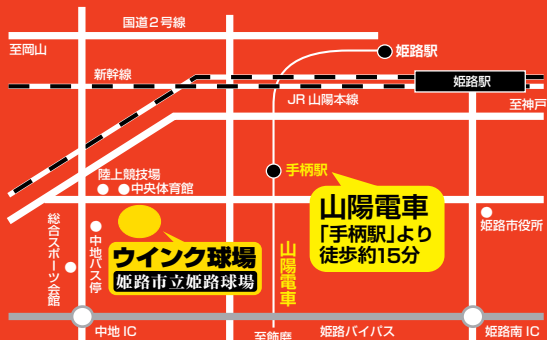 国道2号線
至岡山
姫路駅
新幹線
姫路駅
JR 山陽本線
至神戸
手柄駅
陸上競技場
中央体育館
山陽電車
「手柄駅」より
徒歩約15分
姫路市役所
総合スポーツ会館
中地バス停
ウインク球場
姫路市立姫路球場
山陽電車
中地 IC
至飾磨
姫路バイパス
姫路南 IC